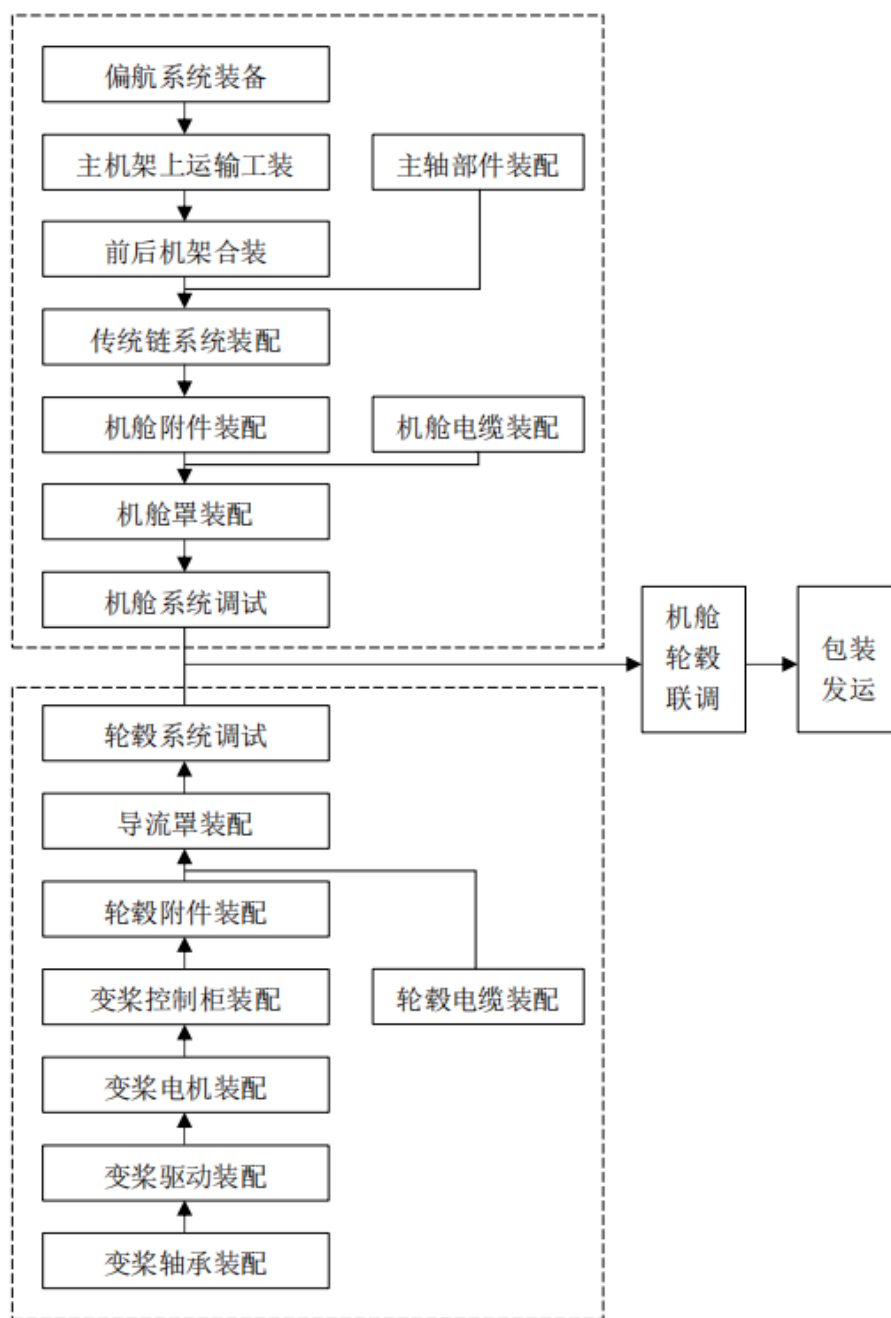 偏航系统装备
主机架上运输工装
主轴部件装配
前后机架合装
传统链系统装配
机舱附件装配
机舱电缆装配
机舱罩装配
机舱系统调试
机舱
轮毂
联调
包装
发运
轮毂系统调试
导流罩装配
轮毂附件装配
变桨控制柜装配
轮毂电缆装配
变桨电机装配
变桨驱动装配
变桨轴承装配